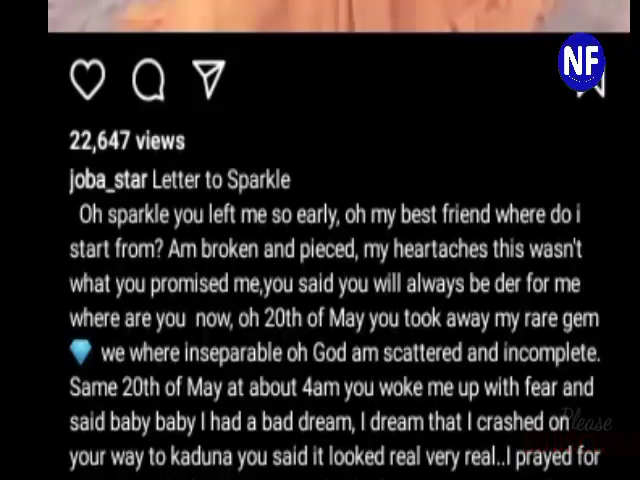 NF
22,647 views
joba_star Letter to Sparkle
Oh sparkle you left me so early, oh my best friend where do i
start from? Am broken and pieced, my heartaches this wasn't
what you promised me,you said you will always be der for me
where are you now, oh 20th of May you took away my rare gem
💎 we where inseparable oh God am scattered and incomplete.
Same 20th of May at about 4am you woke me up with fear and
said baby baby I had a bad dream, I dream that I crashed on
Please
your way to kaduna you said it looked real very real..I prayed for